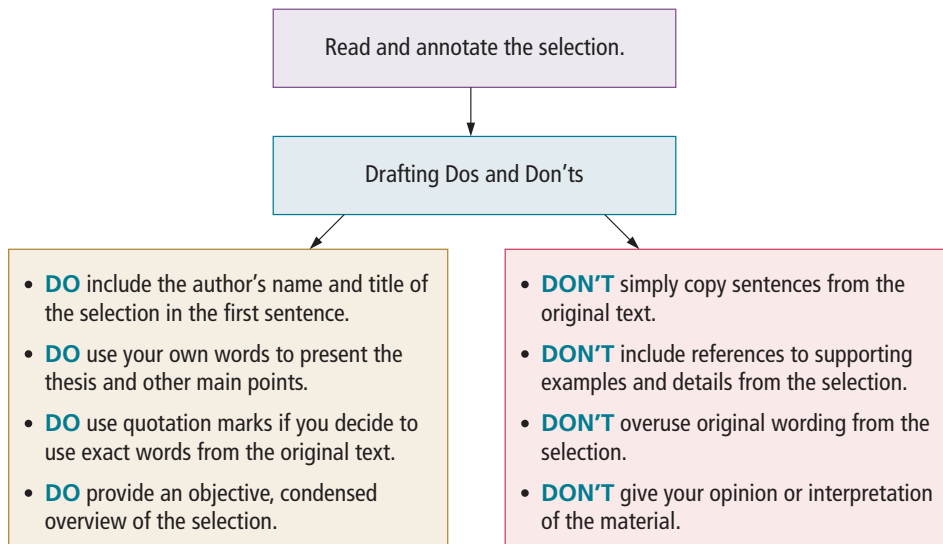 Read and annotate the selection.
Drafting Dos and Don’ts
• DO include the author’s name and title of
the selection in the first sentence.
• DO use your own words to present the
thesis and other main points.
• DO use quotation marks if you decide to
use exact words from the original text.
• DO provide an objective, condensed
overview of the selection.
• DON’T simply copy sentences from the
original text.
• DON’T include references to supporting
examples and details from the selection.
• DON’T overuse original wording from the
selection.
• DON’T give your opinion or interpretation
of the material.